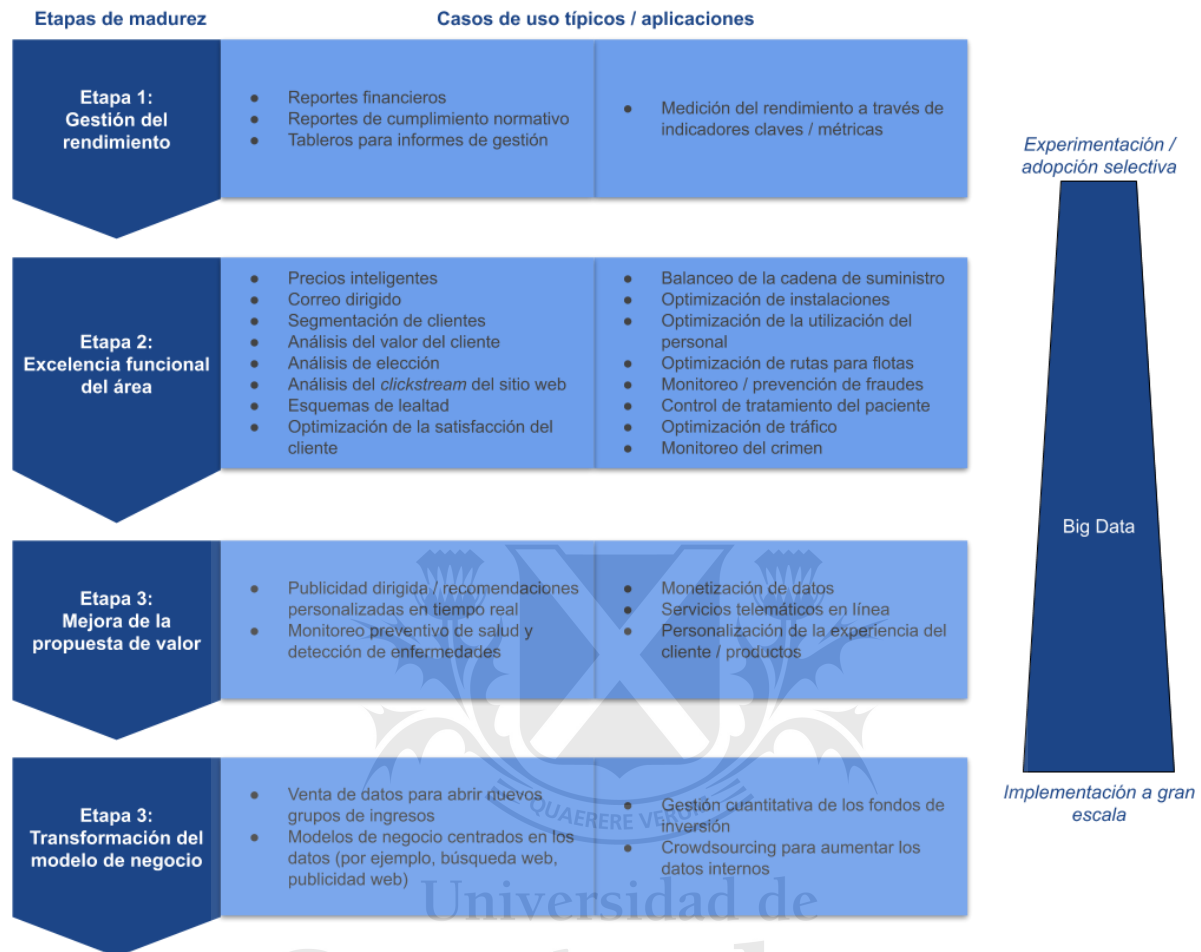 Etapas de madurez
Casos de uso típicos / aplicaciones
Etapa 1:
Gestión del
rendimiento
● Reportes financieros
● Reportes de cumplimiento normativo
● Tableros para informes de gestión
● Medición del rendimiento a través de
indicadores claves / métricas
Experimentación /
adopción selectiva
Etapa 2:
Excelencia funcional
del área
● Precios inteligentes
● Correo dirigido
● Segmentación de clientes
● Análisis del valor del cliente
● Análisis de elección
● Análisis del clickstream del sitio web
● Esquemas de lealtad
● Optimización de la satisfacción del
cliente
● Balanceo de la cadena de suministro
● Optimización de instalaciones
● Optimización de la utilización del
personal
● Optimización de rutas para flotas
● Monitoreo / prevención de fraudes
● Control de tratamiento del paciente
● Optimización de tráfico
● Monitoreo del crimen
Big Data
Etapa 3:
Mejora de la
propuesta de valor
● Publicidad dirigida / recomendaciones
personalizadas en tiempo real
● Monitoreo preventivo de salud y
detección de enfermedades
● Monetización de datos
● Servicios telemáticos en línea
● Personalización de la experiencia del
cliente / productos
Implementación a gran
escala
Etapa 3:
Transformación del
modelo de negocio
● Venta de datos para abrir nuevos
grupos de ingresos
● Modelos de negocio centrados en los
datos (por ejemplo, búsqueda web,
publicidad web)
● Gestión cuantitativa de los fondos de
inversión
● Crowdsourcing para aumentar los
datos internos
QUAERERE VERUM
Universidad de